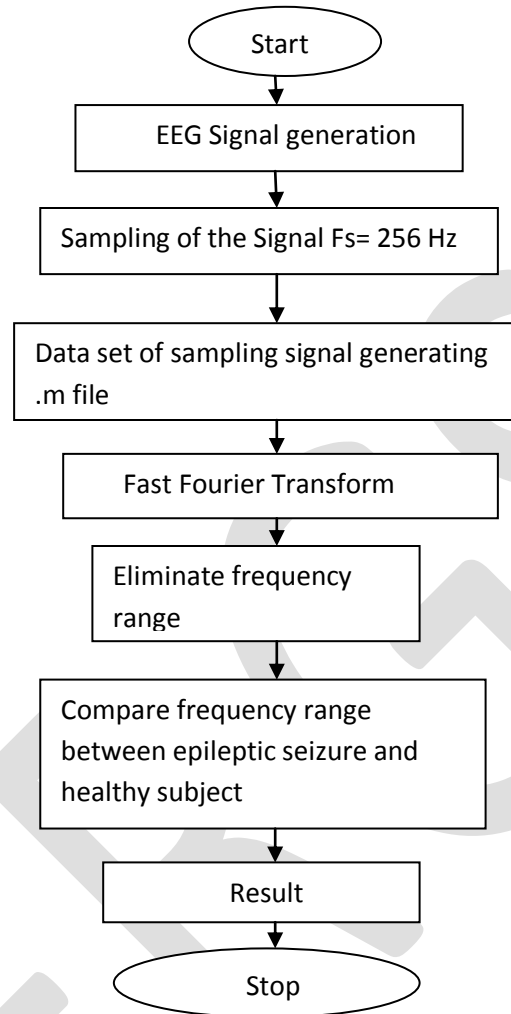 Start
EEG Signal generation
Sampling of the Signal Fs= 256 Hz
Data set of sampling signal generating
.m file
Fast Fourier Transform
Eliminate frequency
range
Compare frequency range
between epileptic seizure and
healthy subject
Result
Stop